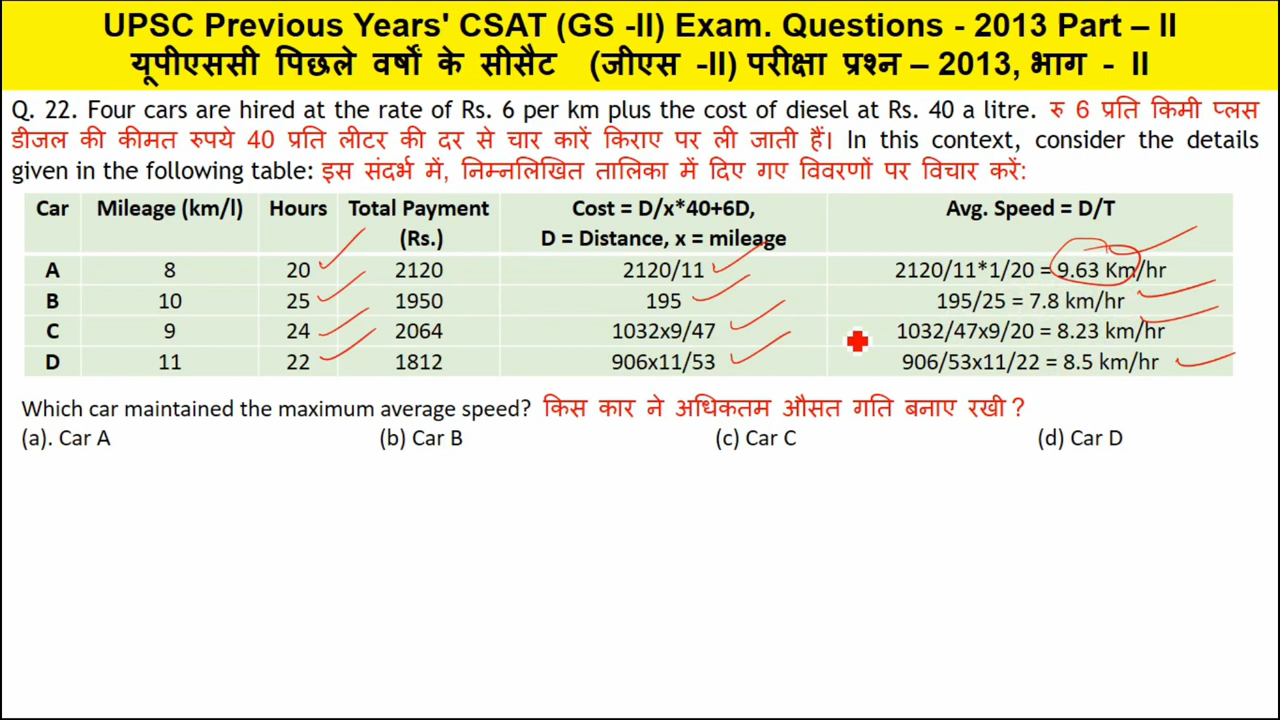 UPSC Previous Years' CSAT (GS -II) Exam. Questions - 2013 Part – II
यूपीएससी पिछले वर्षों के सीसैट (जीएस -II) परीक्षा प्रश्न – 2013, भाग - II
Q. 22. Four cars are hired at the rate of Rs. 6 per km plus the cost of diesel at Rs. 40 a litre. रु 6 प्रति किमी प्लस
डीजल की कीमत रुपये 40 प्रति लीटर की दर से चार कारें किराए पर ली जाती हैं। In this context, consider the details
given in the following table: इस संदर्भ में, निम्नलिखित तालिका में दिए गए विवरणों पर विचार करें:
Car Mileage (km/l) Hours Total Payment (Rs.) Cost = D/x*40+6D, D = Distance, x = mileage Avg. Speed = D/T
A 8 20 2120 2120/11 2120/11*1/20 = 9.63 Km/hr
B 10 25 1950 195 195/25 = 7.8 km/hr
C 9 24 2064 1032x9/47 1032/47x9/20 = 8.23 km/hr
D 11 22 1812 906x11/53 906/53x11/22 = 8.5 km/hr
Which car maintained the maximum average speed? किस कार ने अधिकतम औसत गति बनाए रखी ?
(a). Car A (b) Car B (c) Car C (d) Car D